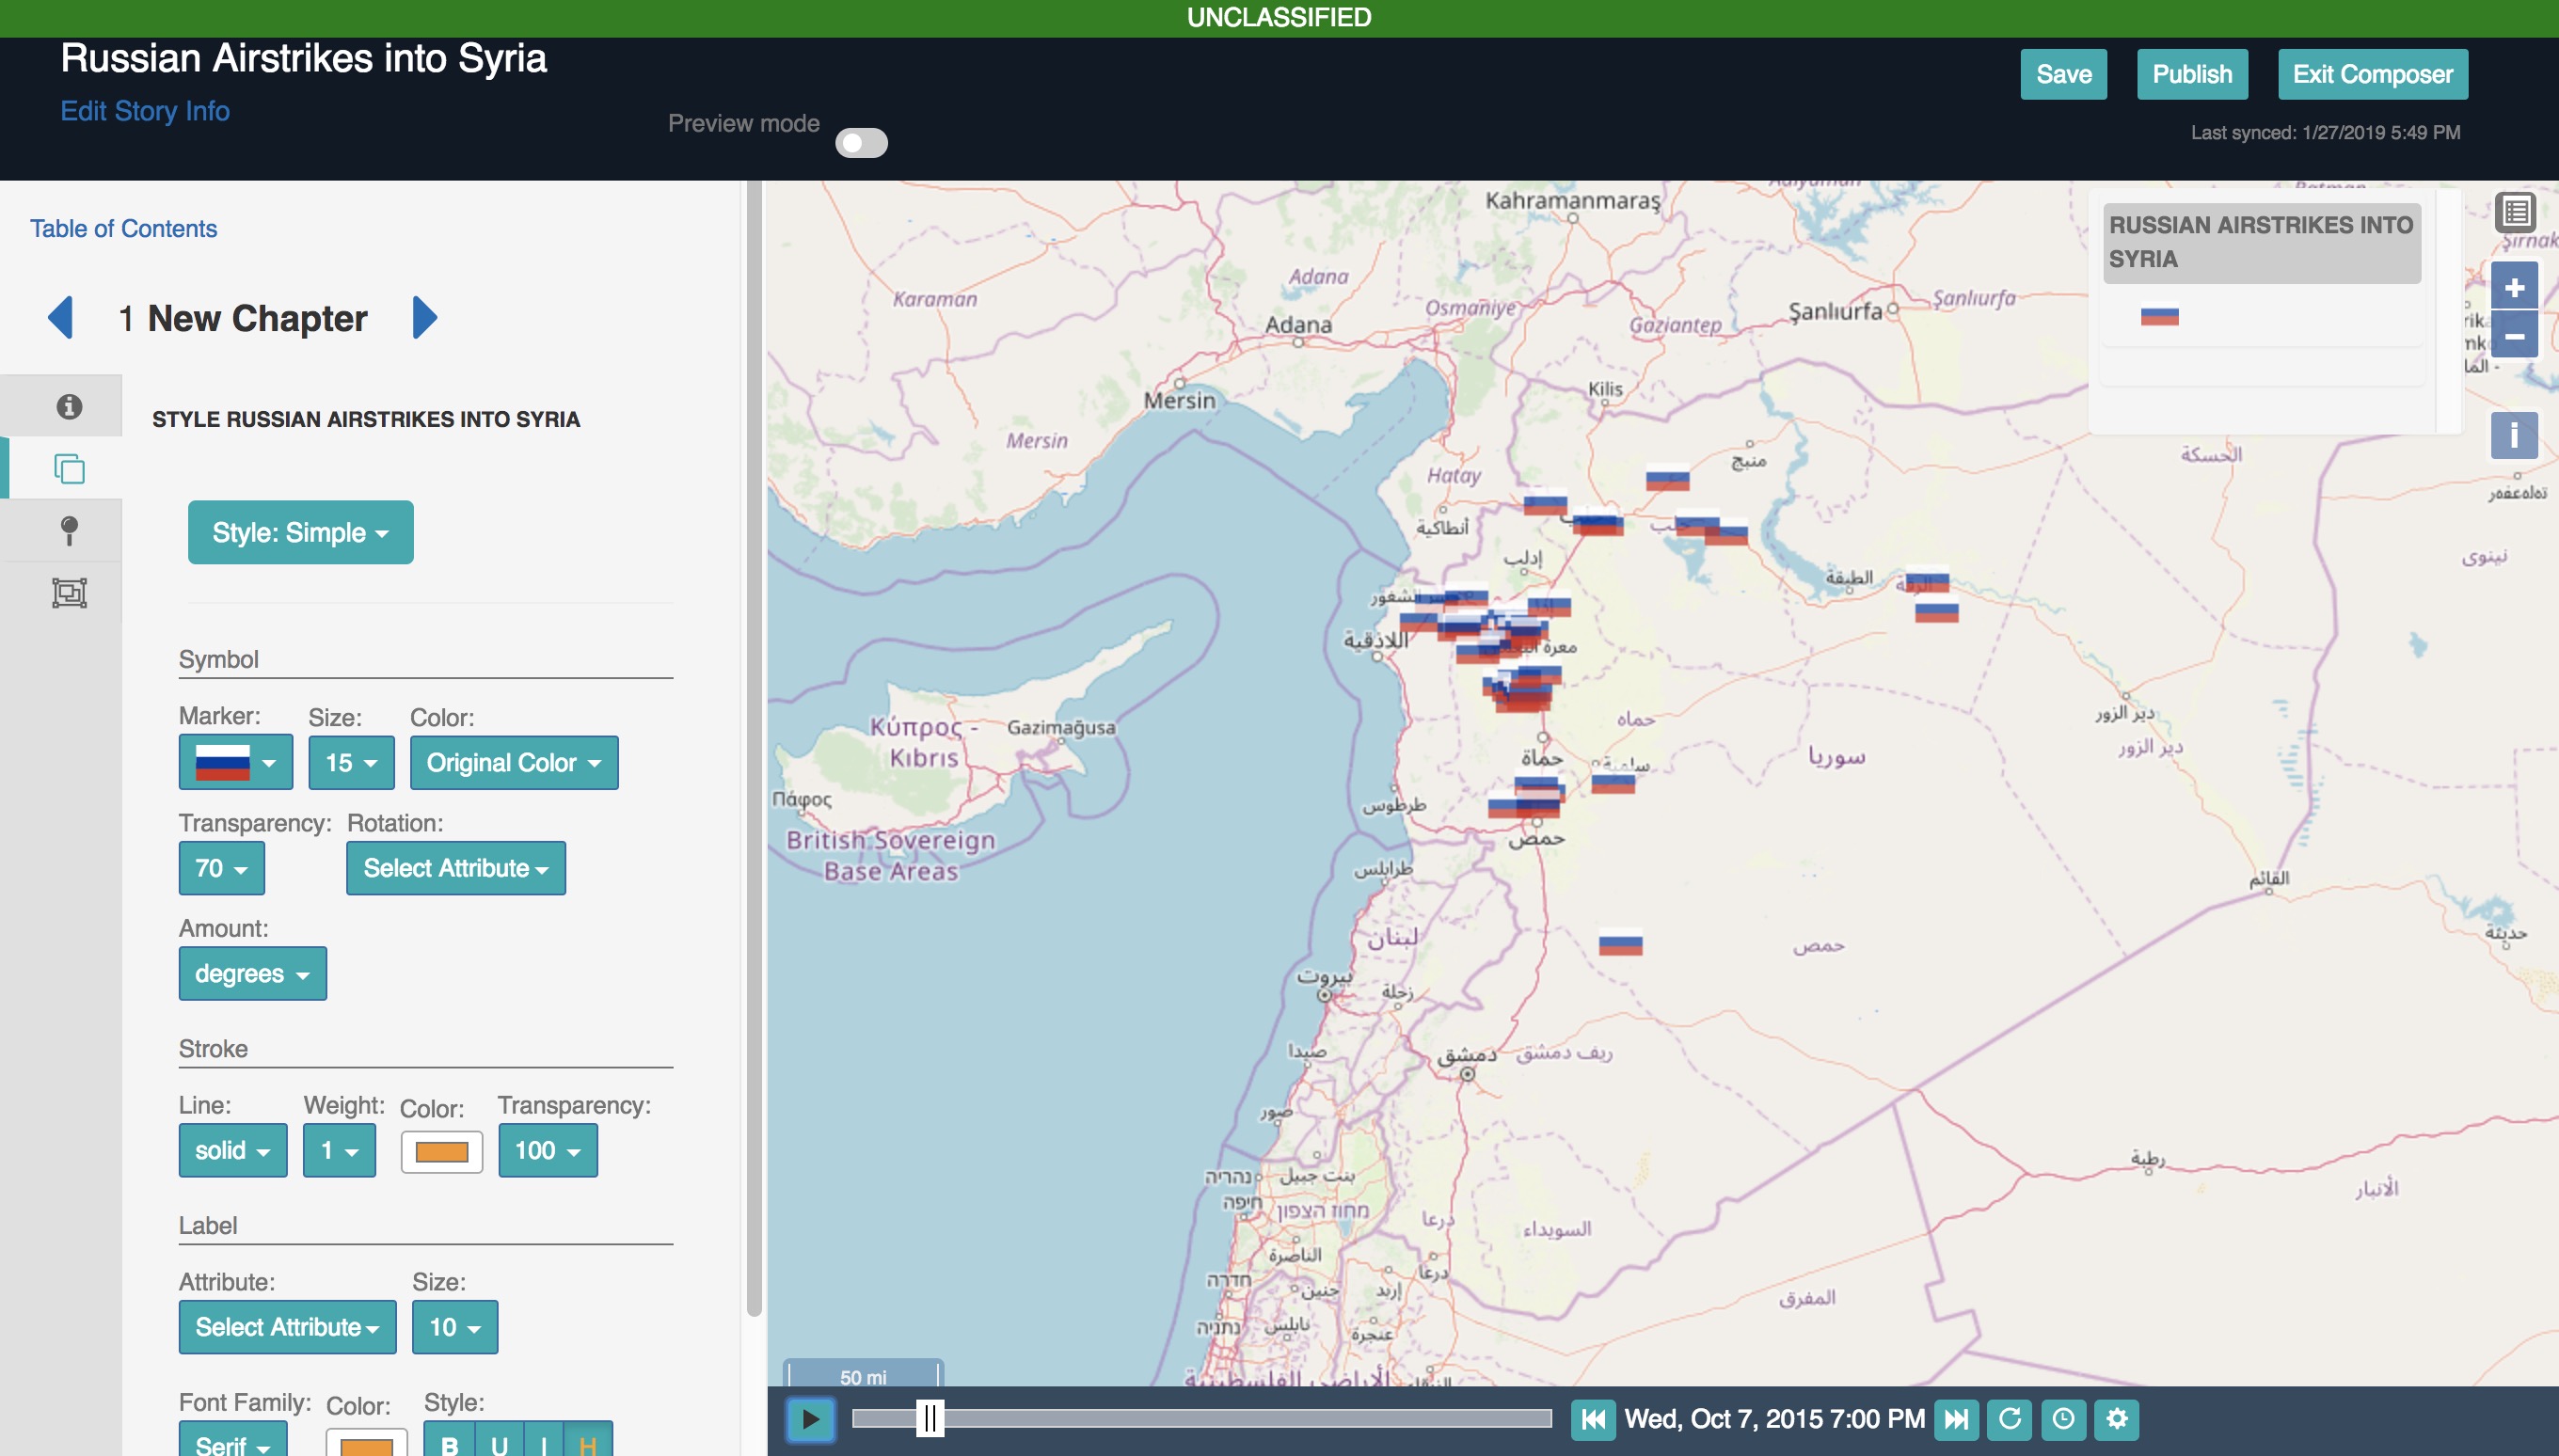 UNCLASSIFIED
Russian Airstrikes into Syria
Edit Story Info
Preview mode
Save
Publish
Exit Composer
Last synced: 1/27/2019 5:49 PM
Table of Contents
1 New Chapter
STYLE RUSSIAN AIRSTRIKES INTO SYRIA
Style: Simple
Symbol
Marker: Size: Color:
15 Original Color
Transparency: Rotation:
70 Select Attribute
Amount:
degrees
Stroke
Line: Weight: Color: Transparency:
solid 1 100
Label
Attribute: Size:
Select Attribute 10
Font Family: Color: Style:
Serif B U I H
RUSSIAN AIRSTRIKES INTO
SYRIA
+
−
i
Kahramanmaraş
Şırnak
Adana
Karaman
Osmaniye
Şanlıurfa
Şanlıurfa
Adana
Gaziantep
Kilis
Mersin
Mersin
Hatay
منبج
الحسكة
أنطاكية
إدلب
نينوى
الطبقة
اللاذقية
حماه
دير الزور
دير الزور
Κύπρος -
Kıbrıs
Gazimağusa
حماة
سوريا
Πάφος
طرطوس
British Sovereign
Base Areas
حمص
طرابلس
القائم
لبنان
حمص
حديثة
بيروت
زحلة
صيدا
دمشق
ريف دمشق
صور
رطبة
נהריה
بنت جبيل
الأنبار
חיפה
מחוז הצפון
درعا
السويداء
الناصرة
חדרה
درعا
جنين
إربد
المفرق
נתניה
نابلس
عجرة
50 mi
Wed, Oct 7, 2015 7:00 PM